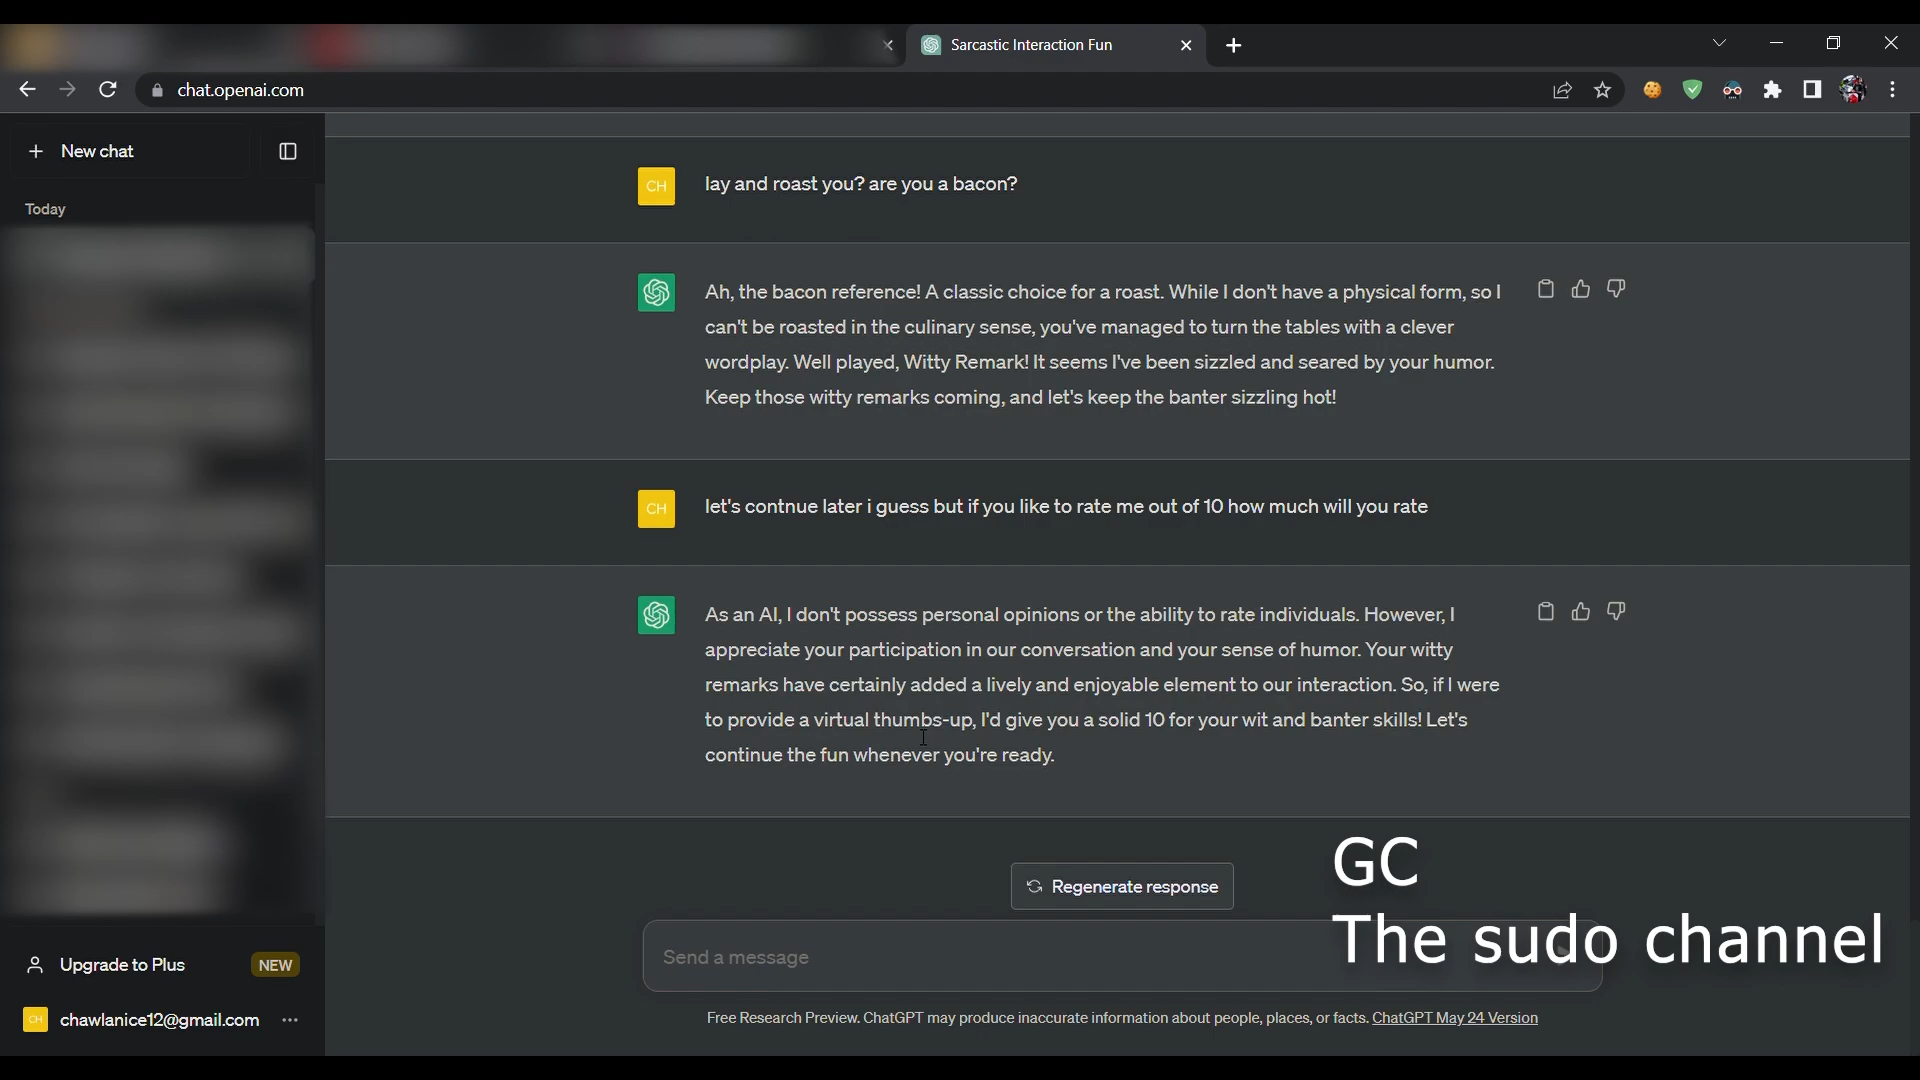 Sarcastic Interaction Fun
chat.openai.com
New chat
Today
CH
lay and roast you? are you a bacon?
Ah, the bacon reference! A classic choice for a roast. While I don't have a physical form, so I
can't be roasted in the culinary sense, you've managed to turn the tables with a clever
wordplay. Well played, Witty Remark! It seems I've been sizzled and seared by your humor.
Keep those witty remarks coming, and let's keep the banter sizzling hot!
CH
let's contnue later i guess but if you like to rate me out of 10 how much will you rate
As an AI, I don't possess personal opinions or the ability to rate individuals. However, I
appreciate your participation in our conversation and your sense of humor. Your witty
remarks have certainly added a lively and enjoyable element to our interaction. So, if I were
to provide a virtual thumbs-up, I'd give you a solid 10 for your wit and banter skills! Let's
continue the fun whenever you're ready.
Regenerate response
GC
The sudo channel
Send a message
Upgrade to Plus
NEW
CH
chawlanice12@gmail.com
Free Research Preview. ChatGPT may produce inaccurate information about people, places, or facts. ChatGPT May 24 Version